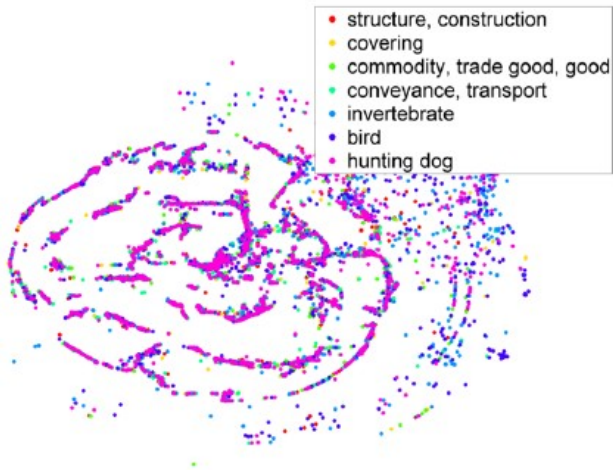 structure, construction
covering
commodity, trade good, good
conveyance, transport
invertebrate
bird
hunting dog